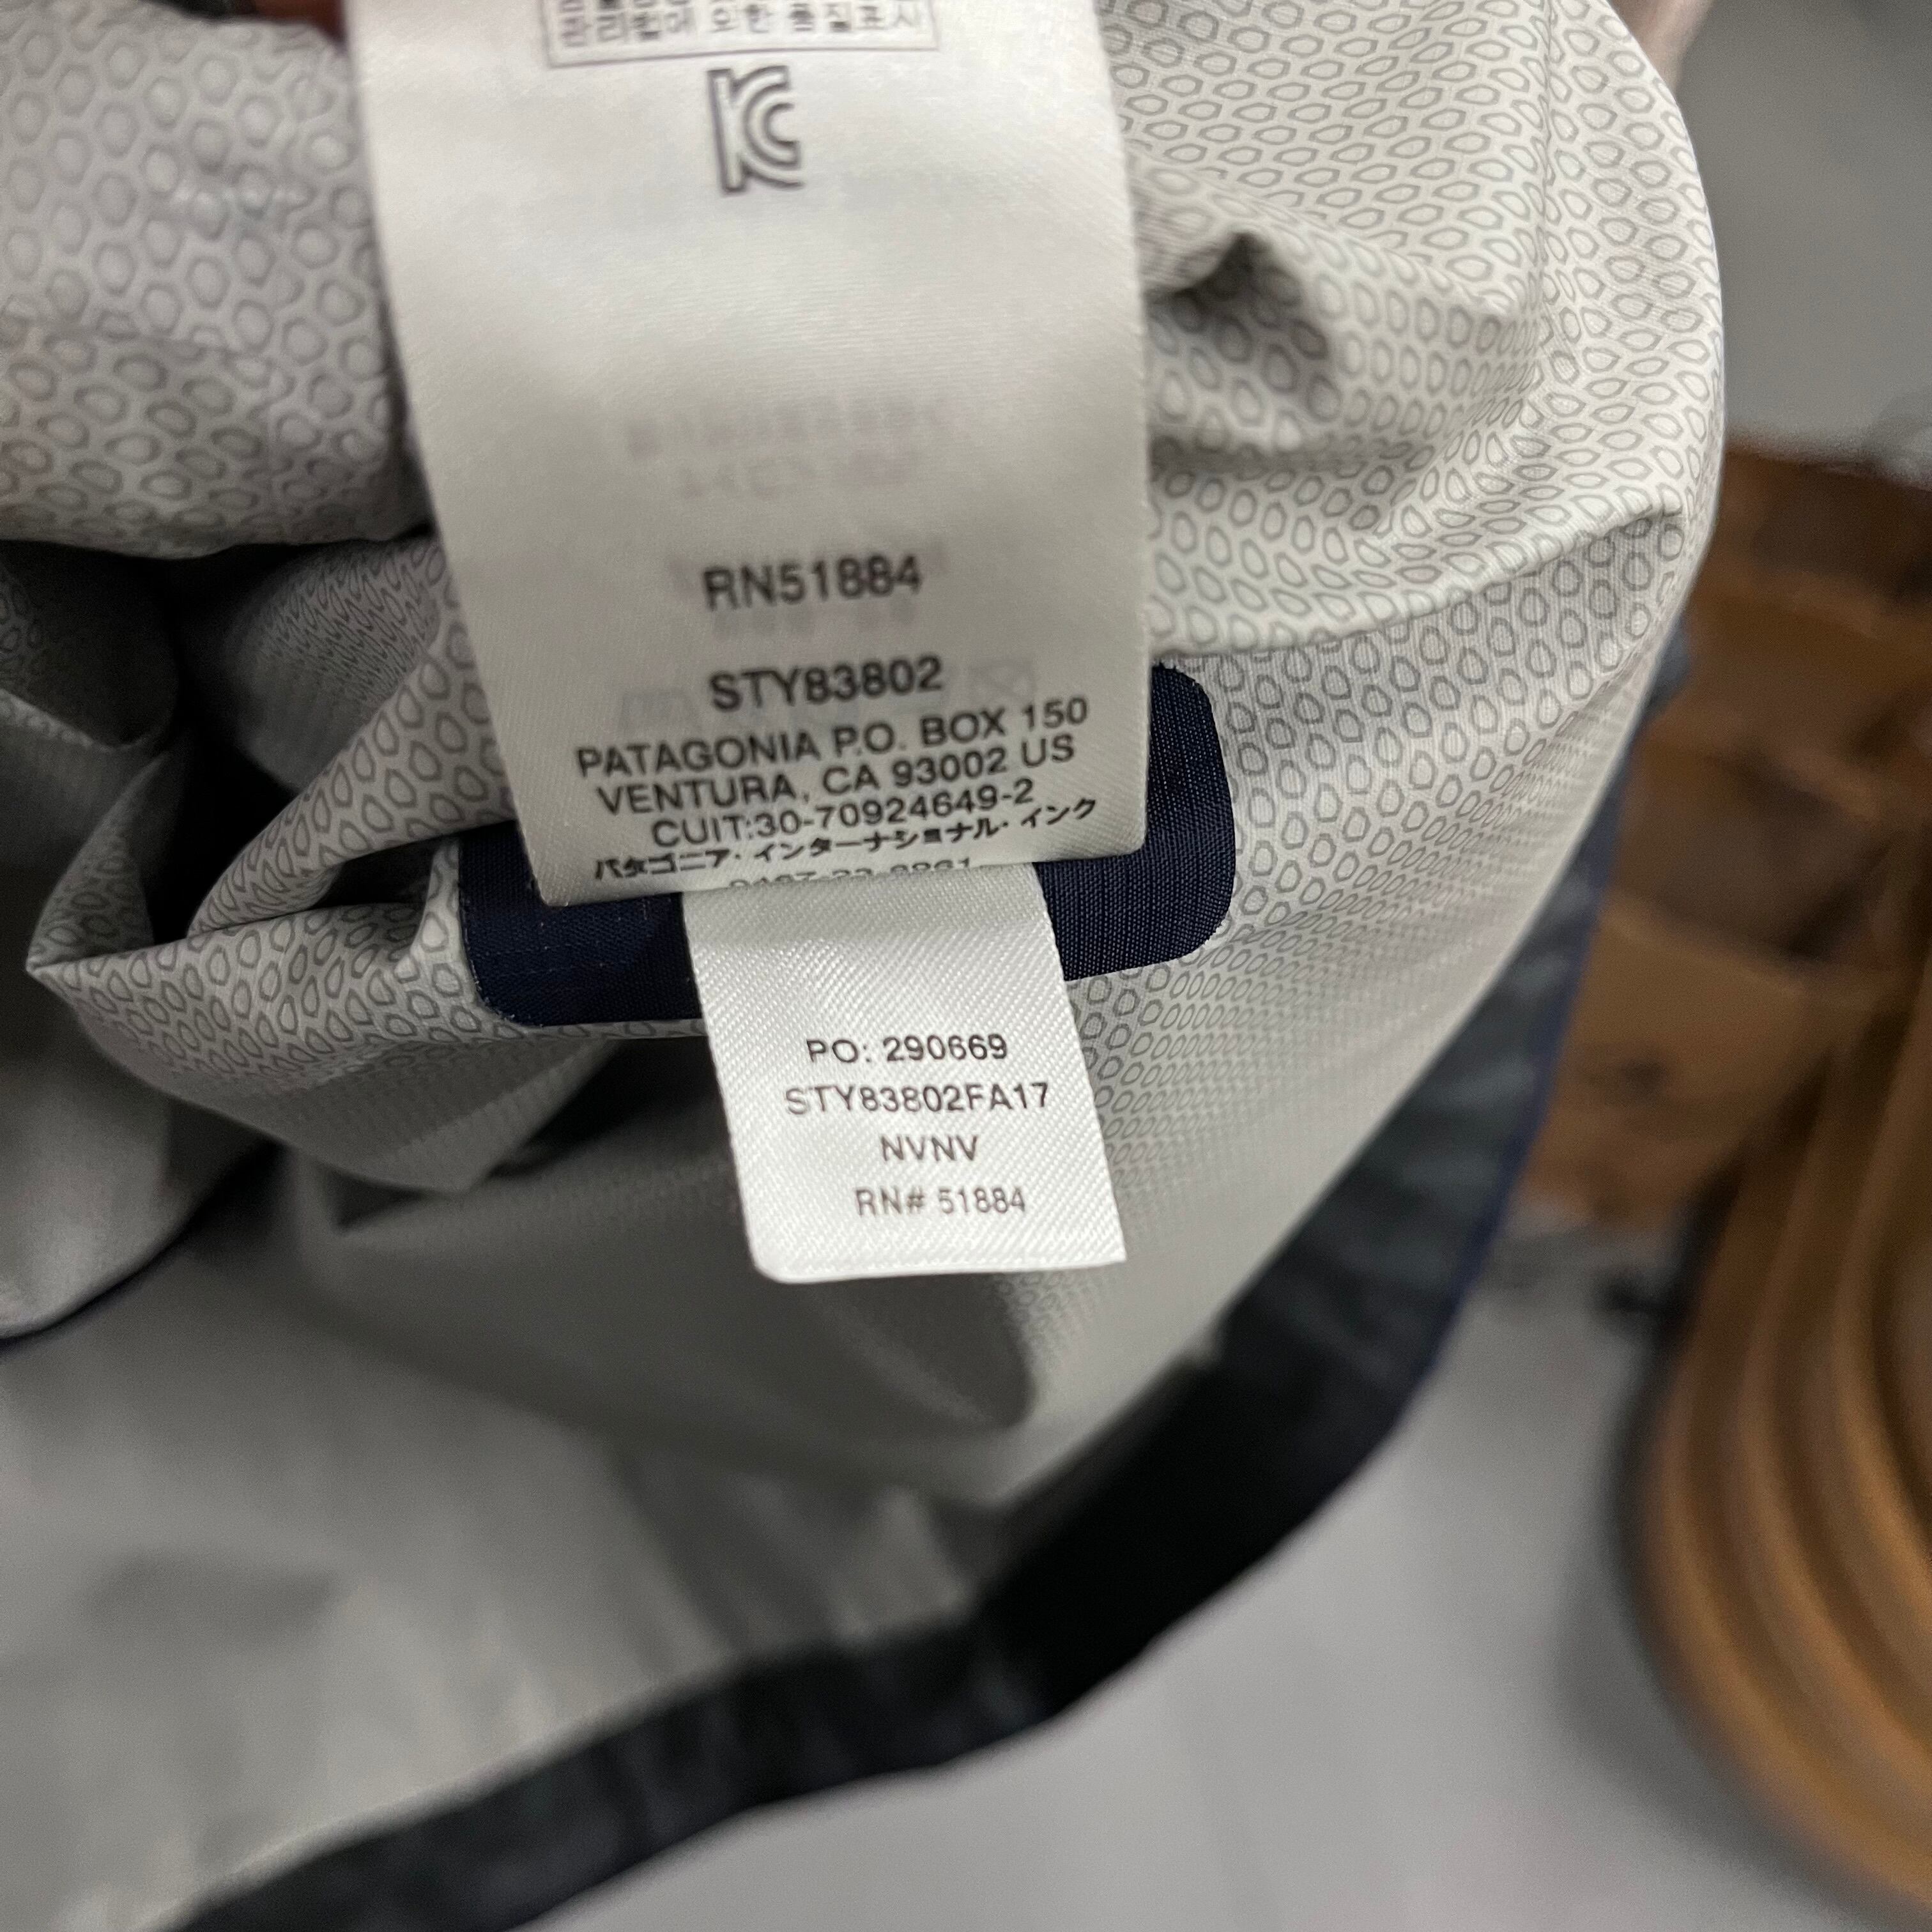 KC
RN51884
STY83802
PATAGONIA P.O. BOX 150
VENTURA, CA 93002 US
CUIT:30-70924649-2
パタゴニア・インターナショナル・インク
PO: 290669
STY83802FA17
NVNV
RN# 51884